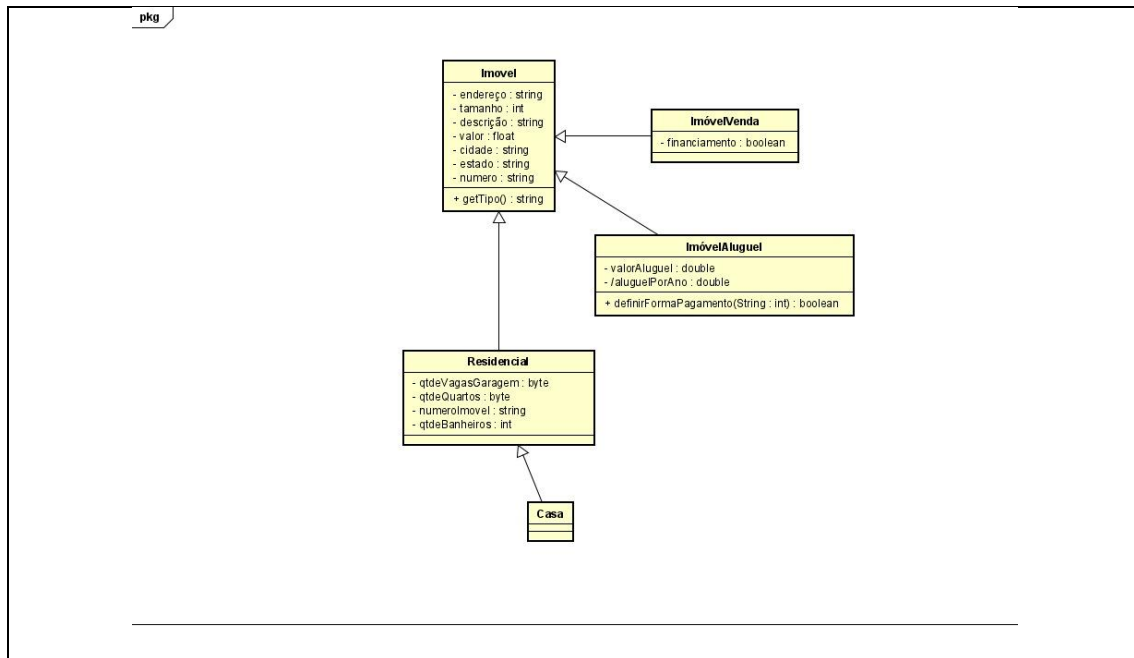 pkg
Imovel
- endereço : string
- tamanho : int
- descrição : string
- valor : float
- cidade : string
- estado : string
- numero : string
+ getTipo() : string
ImóvelVenda
- financiamento : boolean
ImóvelAluguel
- valorAluguel : double
- /aluguelPorAno : double
+ definirFormaPagamento(String : int) : boolean
Residencial
- qtdeVagasGaragem : byte
- qtdeQuartos : byte
- numeroImovel : string
- qtdeBanheiros : int
Casa